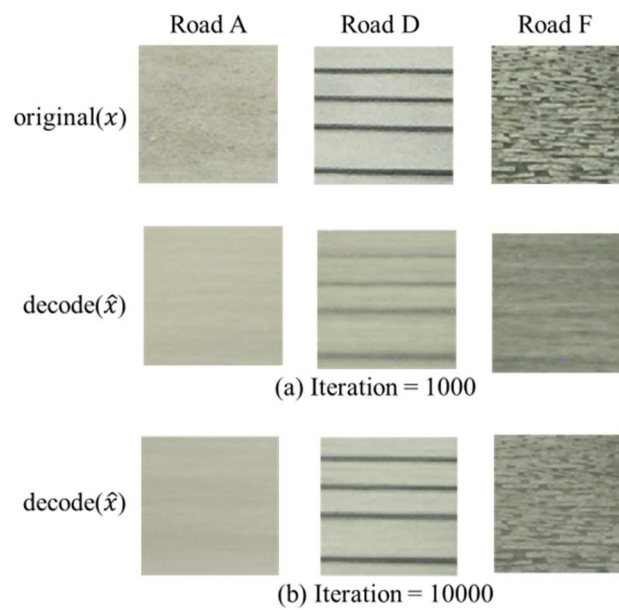 Road A Road D Road F
original(x)
decode(x̂)
(a) Iteration = 1000
decode(x̂)
(b) Iteration = 10000